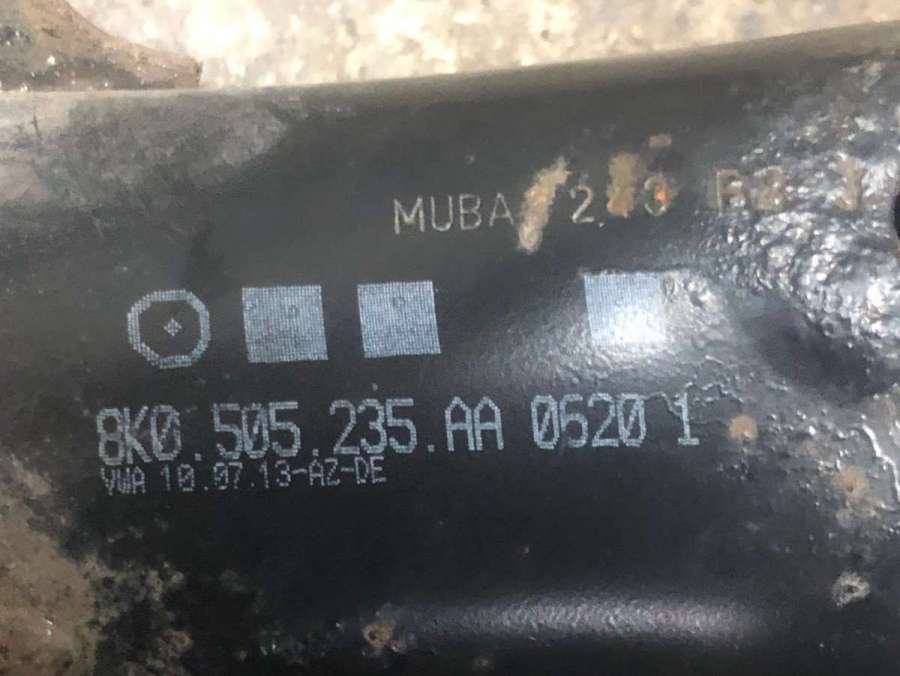 MUBA
8K0.505.235.AA 0620 1
VWA 10.07.13-AZ-DE